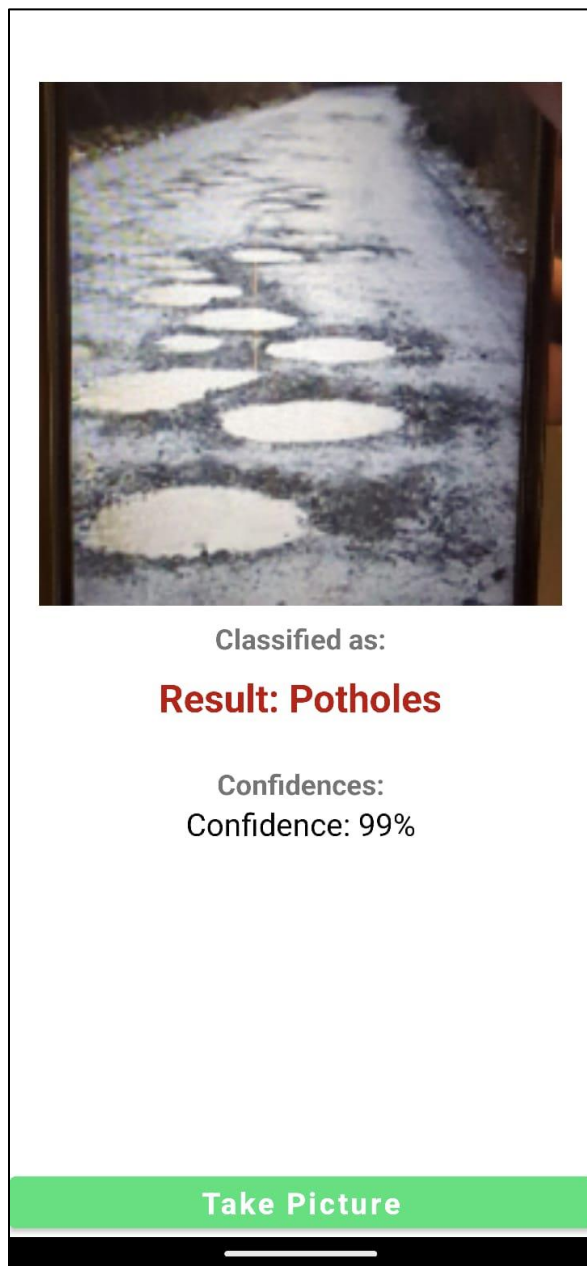 Classified as:
Result: Potholes
Confidences:
Confidence: 99%
Take Picture